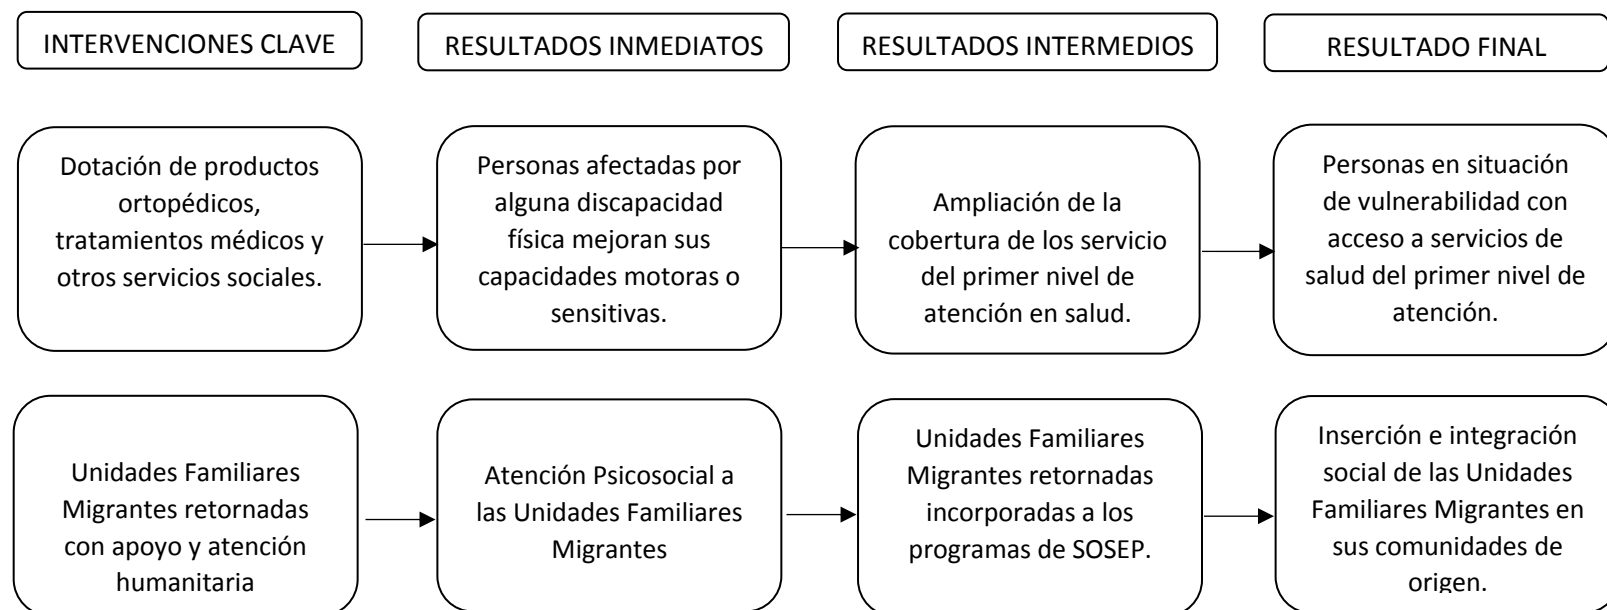 INTERVENCIONES CLAVE
RESULTADOS INMEDIATOS
RESULTADOS INTERMEDIOS
RESULTADO FINAL
Dotación de productos
ortopédicos,
tratamientos médicos y
otros servicios sociales.
Personas afectadas por
alguna discapacidad
física mejoran sus
capacidades motoras o
sensitivas.
Ampliación de la
cobertura de los servicio
del primer nivel de
atención en salud.
Personas en situación
de vulnerabilidad con
acceso a servicios de
salud del primer nivel de
atención.
Unidades Familiares
Migrantes retornadas
con apoyo y atención
humanitaria
Atención Psicosocial a
las Unidades Familiares
Migrantes
Unidades Familiares
Migrantes retornadas
incorporadas a los
programas de SOSEP.
Inserción e integración
social de las Unidades
Familiares Migrantes en
sus comunidades de
origen.